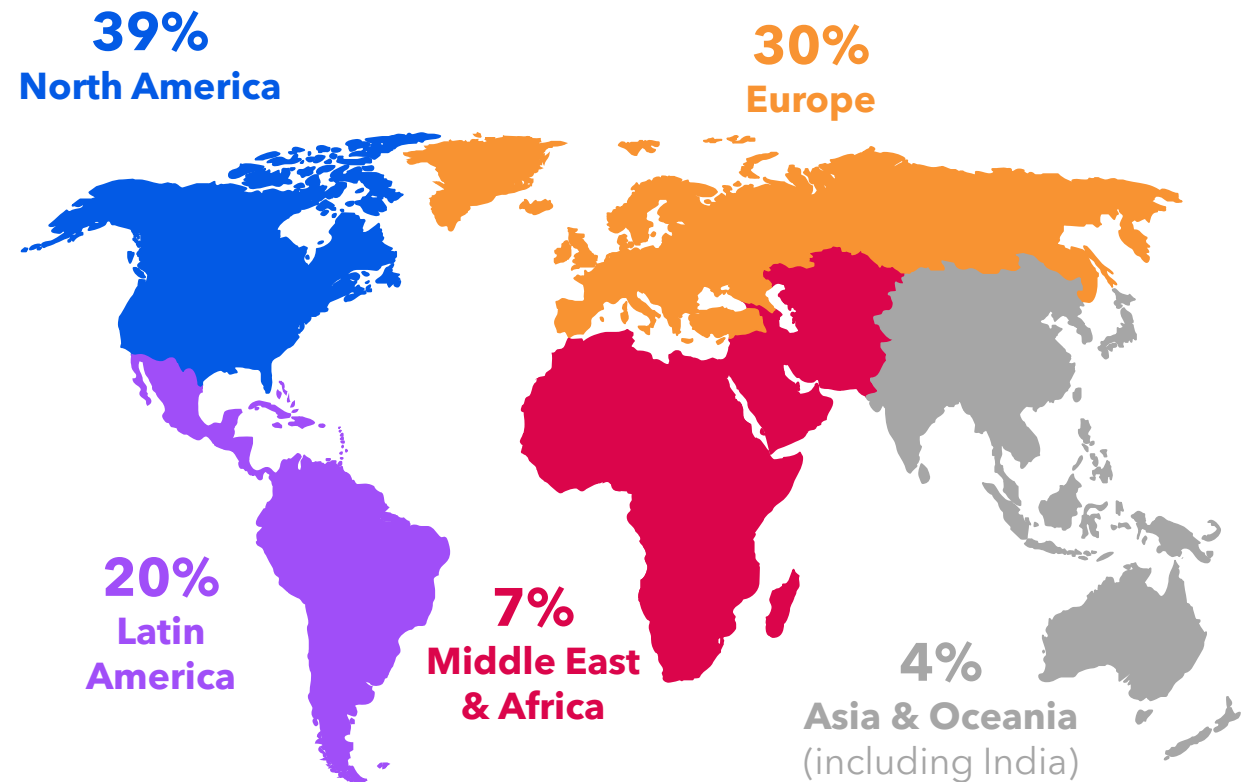 39%
North America
30%
Europe
20%
Latin
America
7%
Middle East
& Africa
4%
Asia & Oceania
(including India)